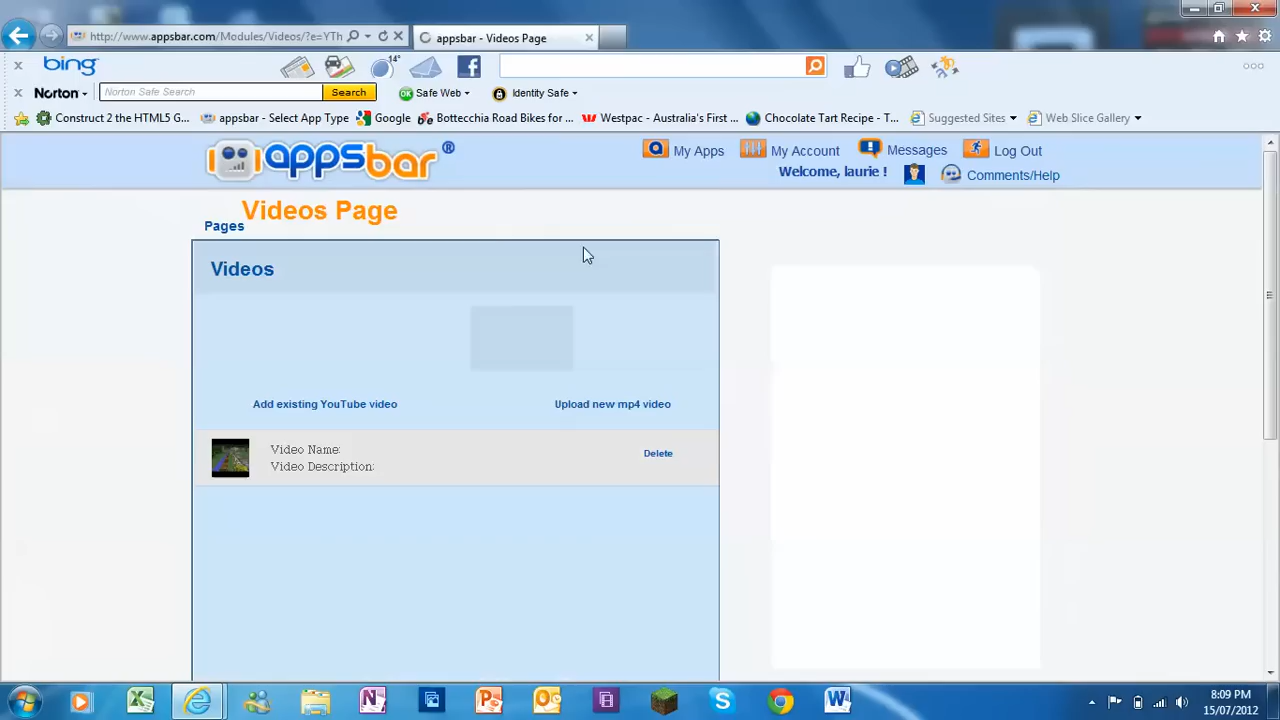 http://www.appsbar.com/Modules/Videos/?e=YTh
appsbar - Videos Page
bing
14°
Norton
Norton Safe Search
Search
OK Safe Web
Identity Safe
Construct 2 the HTML5 G...
appsbar - Select App Type
Google
Bottecchia Road Bikes for ...
Westpac - Australia's First ...
Chocolate Tart Recipe - T...
Suggested Sites
Web Slice Gallery
appsbar®
My Apps
My Account
Messages
Log Out
Welcome, laurie !
Comments/Help
Videos Page
Pages
Videos
Add existing YouTube video
Upload new mp4 video
Video Name:
Video Description:
Delete
8:09 PM
15/07/2012